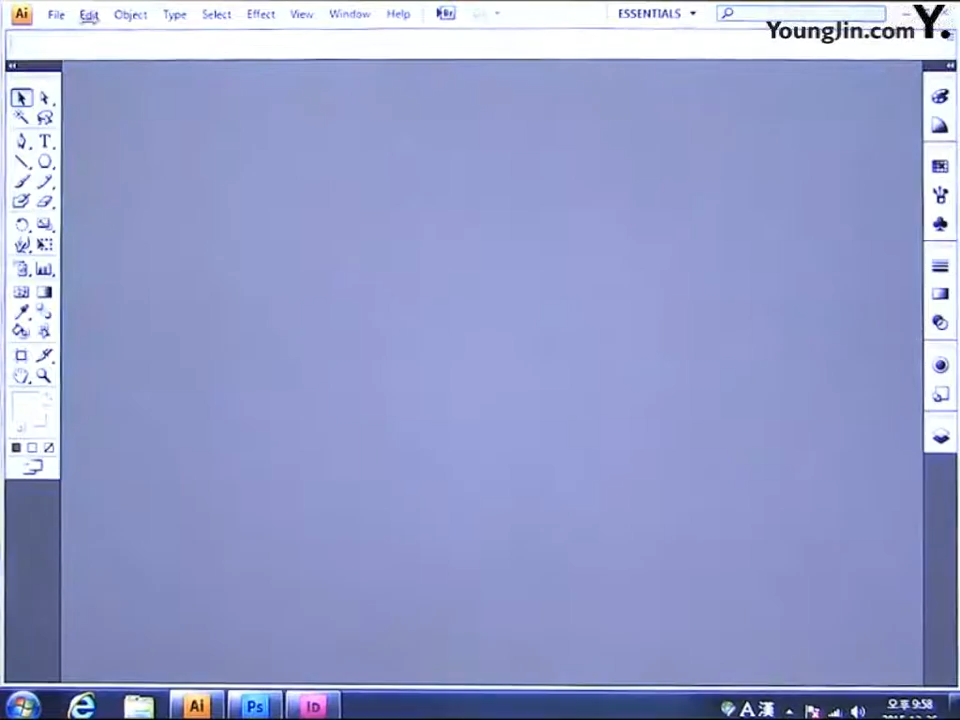 Ai File Edit Object Type Select Effect View Window Help Br ESSENTIALS
YoungJin.com Y.
T
Ai Ps Id A 漢 오후 9:58